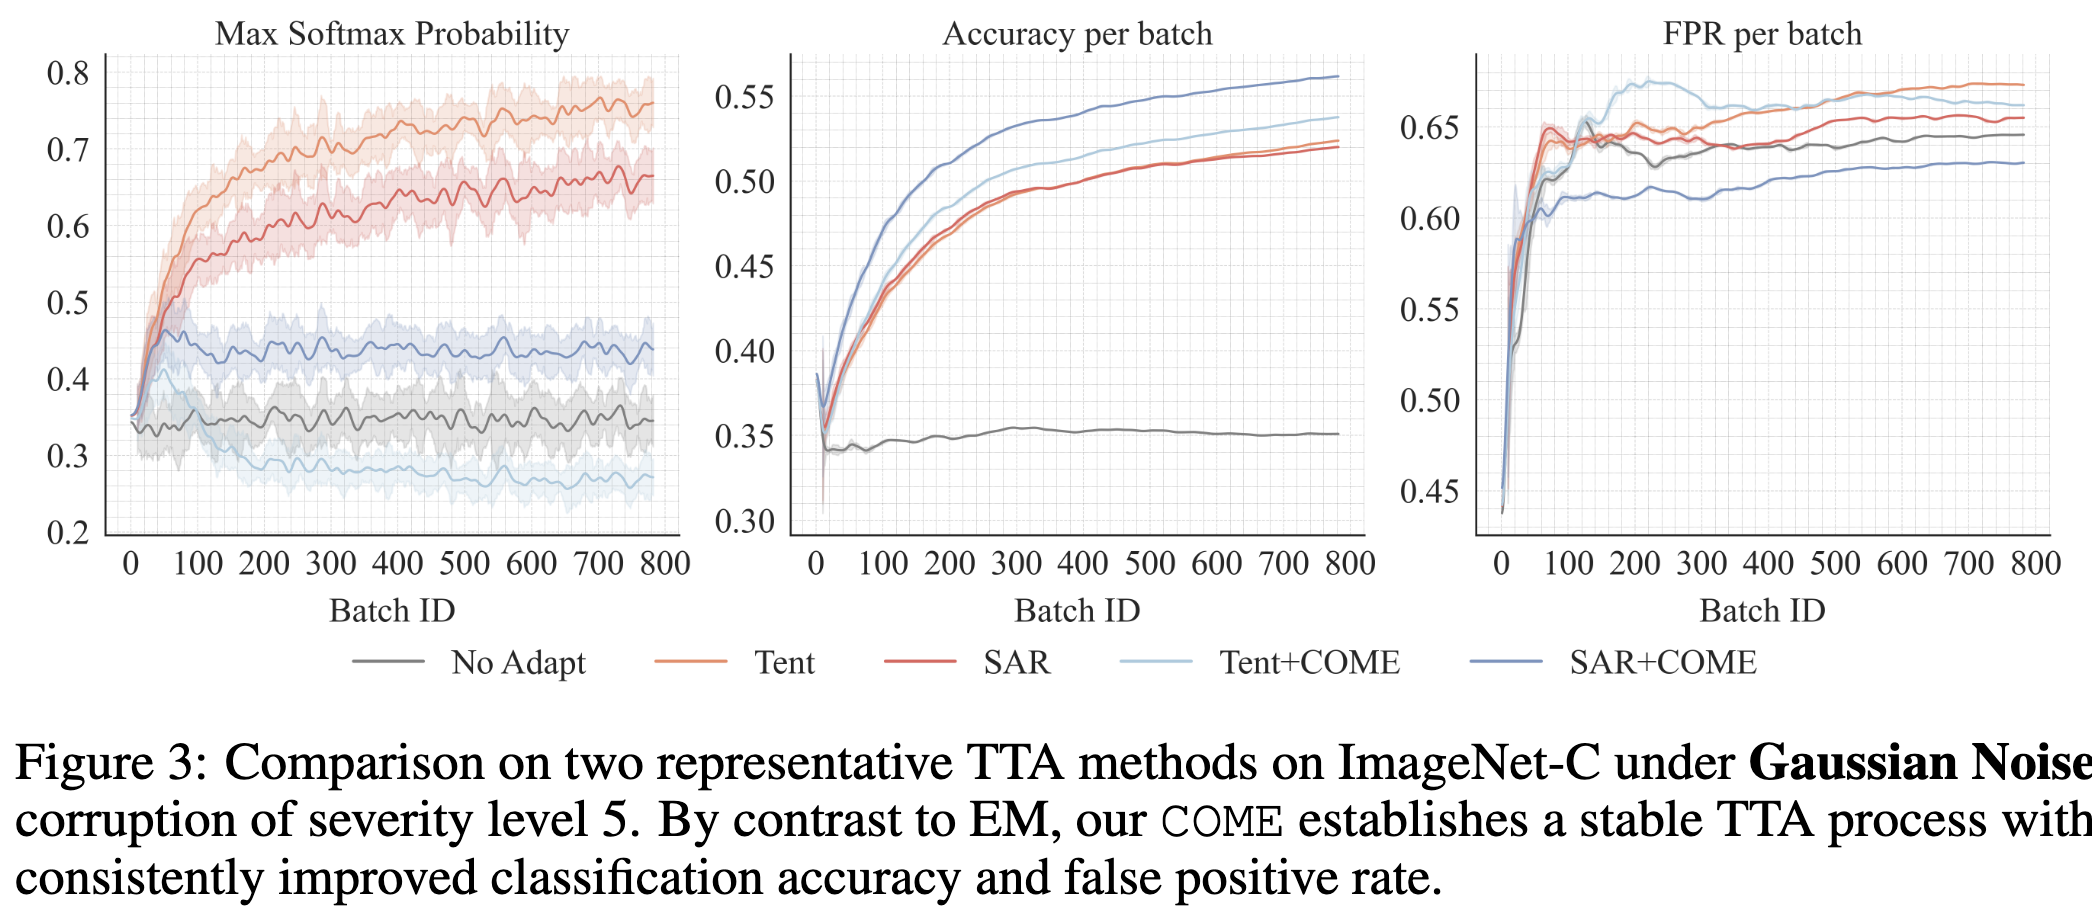 Max Softmax Probability
0.8
0.7
0.6
0.5
0.4
0.3
0.2
0 100 200 300 400 500 600 700 800
Batch ID
Accuracy per batch
0.55
0.50
0.45
0.40
0.35
0.30
0 100 200 300 400 500 600 700 800
Batch ID
FPR per batch
0.65
0.60
0.55
0.50
0.45
0 100 200 300 400 500 600 700 800
Batch ID
No Adapt Tent SAR Tent+COME SAR+COME
Figure 3: Comparison on two representative TTA methods on ImageNet-C under Gaussian Noise
corruption of severity level 5. By contrast to EM, our COME establishes a stable TTA process with
consistently improved classification accuracy and false positive rate.